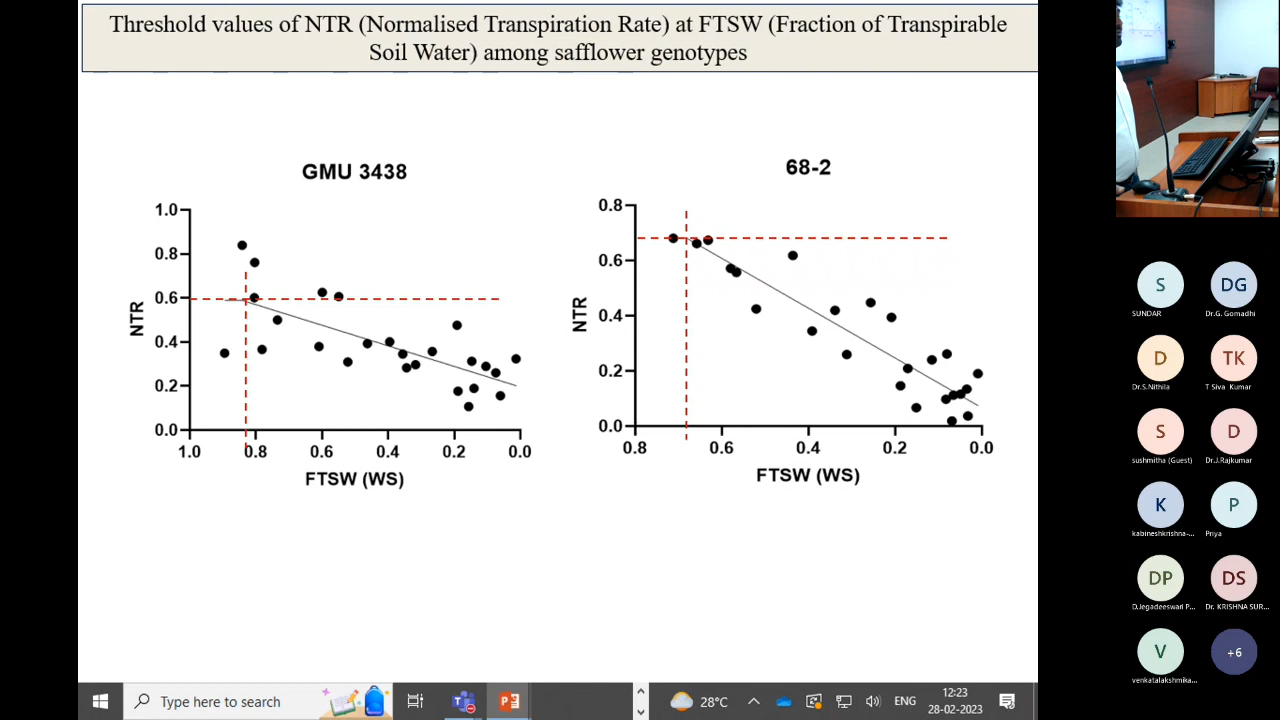 Threshold values of NTR (Normalised Transpiration Rate) at FTSW (Fraction of Transpirable
Soil Water) among safflower genotypes
GMU 3438
1.0
0.8
0.6
0.4
0.2
0.0
NTR
1.0 0.8 0.6 0.4 0.2 0.0
FTSW (WS)
68-2
0.8
0.6
0.4
0.2
0.0
NTR
0.8 0.6 0.4 0.2 0.0
FTSW (WS)
S DG
SUNDAR Dr.G. Gomadhi
D TK
Dr.S.Nithila T Siva Kumar
S D
sushmitha (Guest) Dr.J.Rajkumar
K P
kabineshkrishna-... Priya
DP DS
D.Jegadeeswari P... Dr. KRISHNA SUR...
V +6
venkatalakshmika...
Type here to search
28°C
ENG
12:23
28-02-2023